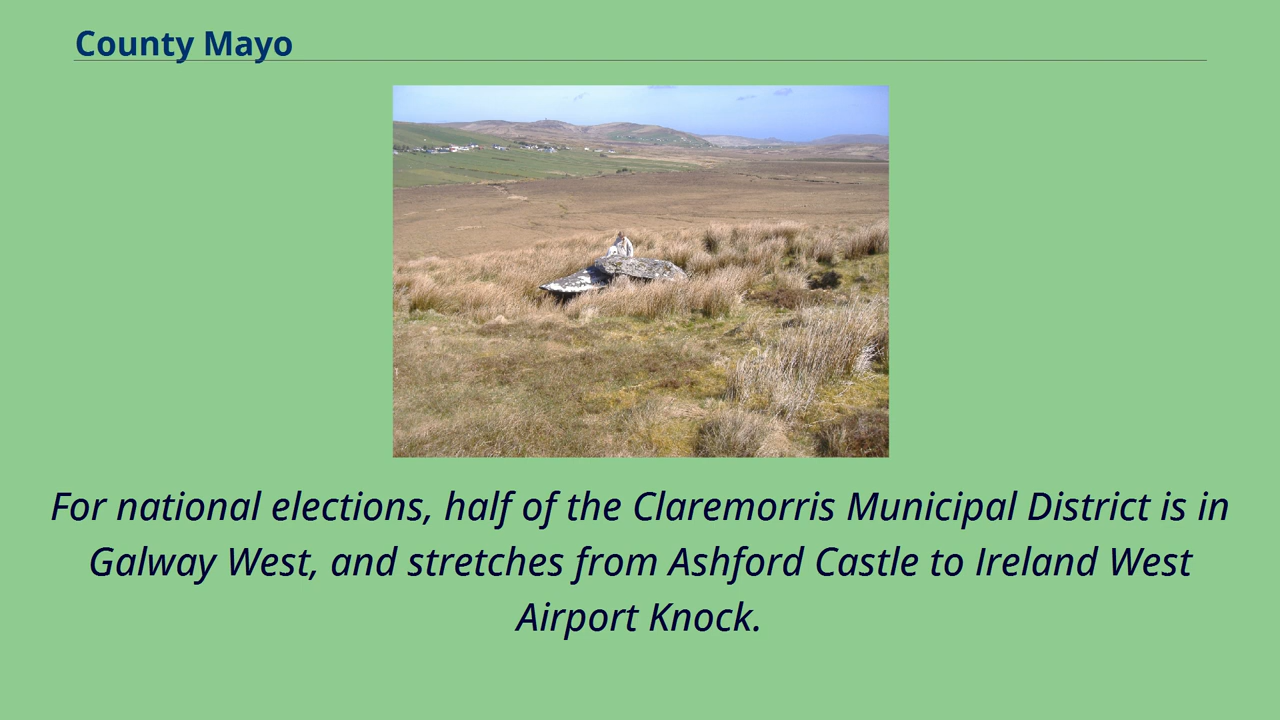 County Mayo
For national elections, half of the Claremorris Municipal District is in
Galway West, and stretches from Ashford Castle to Ireland West
Airport Knock.